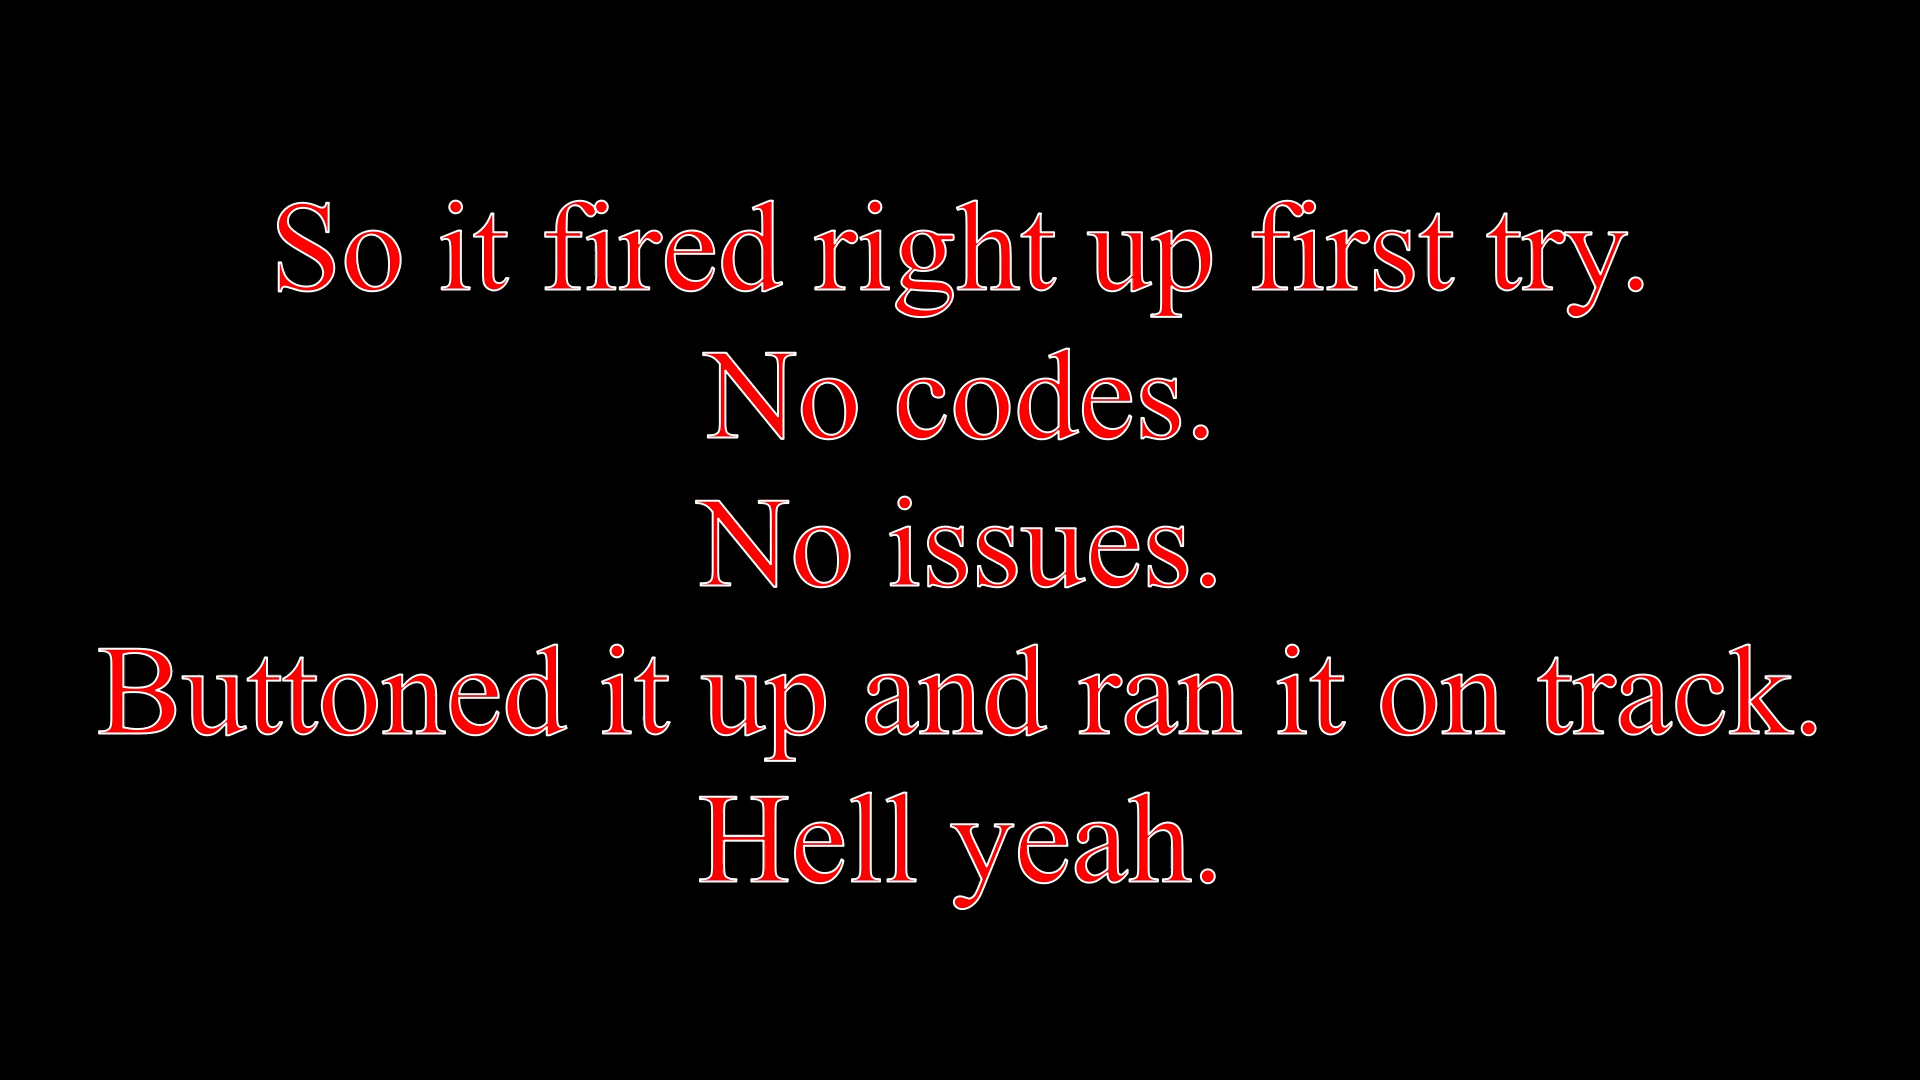 So it fired right up first try.
No codes.
No issues.
Buttoned it up and ran it on track.
Hell yeah.